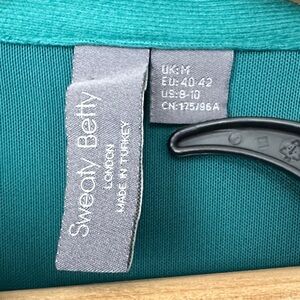 Sweaty Betty
LONDON
MADE IN TURKEY
UK:M
EU:40-42
US:8-10
CN:175/96A